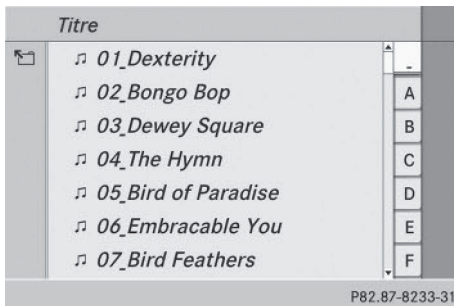 Titre
01_Dexterity
02_Bongo Bop
03_Dewey Square
04_The Hymn
05_Bird of Paradise
06_Embracable You
07_Bird Feathers
-
A
B
C
D
E
F
P82.87-8233-31